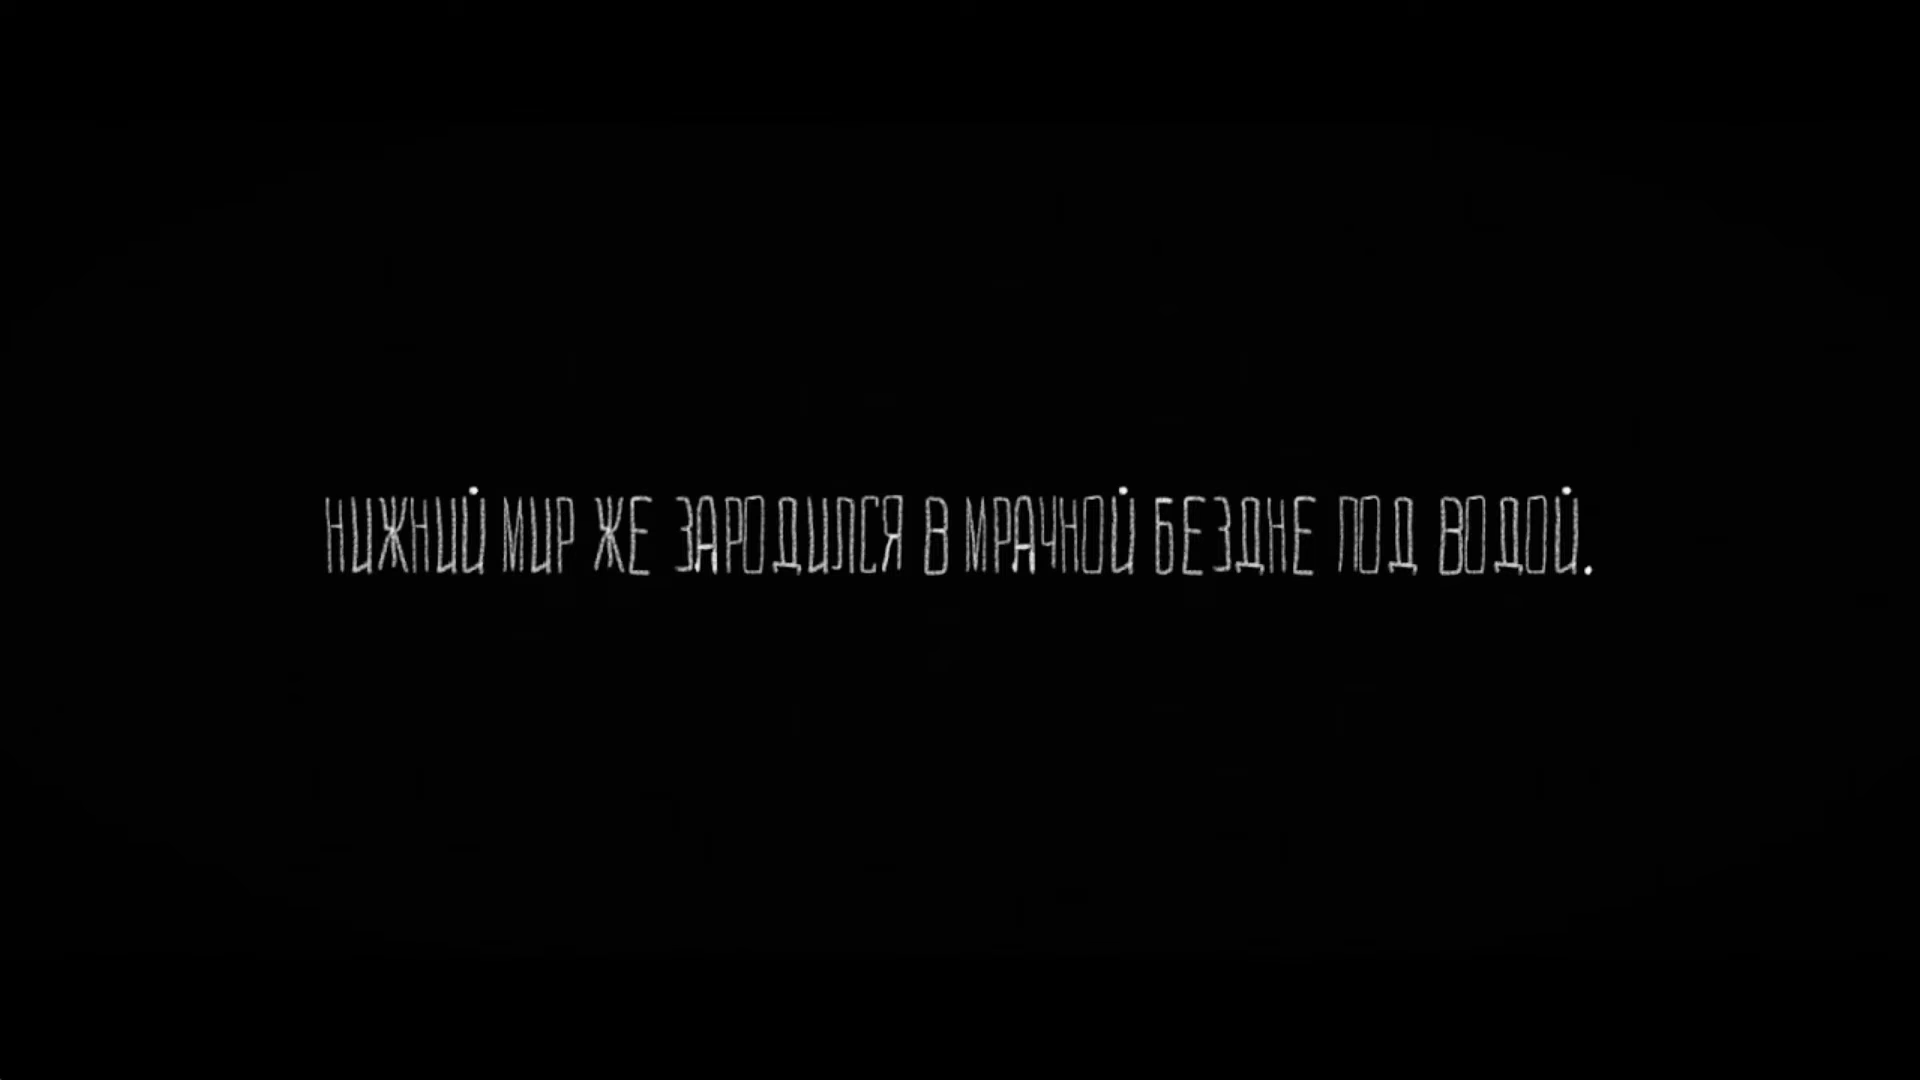 НИЖНИЙ МИР ЖЕ ЗАРОДИЛСЯ В МРАЧНОЙ БЕЗДНЕ ПОД ВОДОЙ.